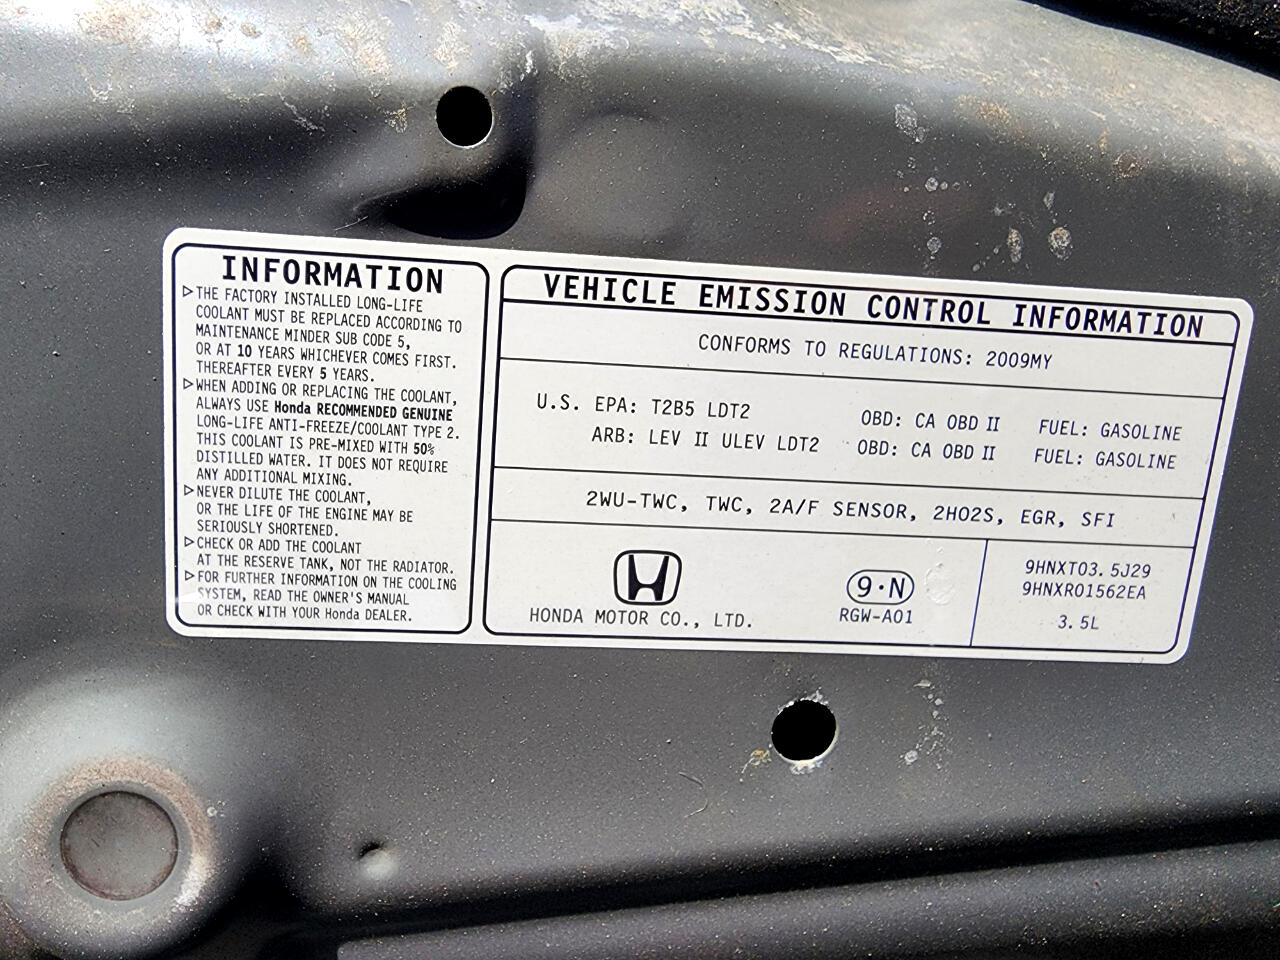 INFORMATION
▷THE FACTORY INSTALLED LONG-LIFE
COOLANT MUST BE REPLACED ACCORDING TO
MAINTENANCE MINDER SUB CODE 5,
OR AT 10 YEARS WHICHEVER COMES FIRST.
THEREAFTER EVERY 5 YEARS.
▷WHEN ADDING OR REPLACING THE COOLANT,
ALWAYS USE Honda RECOMMENDED GENUINE
LONG-LIFE ANTI-FREEZE/COOLANT TYPE 2.
THIS COOLANT IS PRE-MIXED WITH 50%
DISTILLED WATER. IT DOES NOT REQUIRE
ANY ADDITIONAL MIXING.
▷NEVER DILUTE THE COOLANT,
OR THE LIFE OF THE ENGINE MAY BE
SERIOUSLY SHORTENED.
▷CHECK OR ADD THE COOLANT
AT THE RESERVE TANK, NOT THE RADIATOR.
▷FOR FURTHER INFORMATION ON THE COOLING
SYSTEM, READ THE OWNER'S MANUAL
OR CHECK WITH YOUR Honda DEALER.
VEHICLE EMISSION CONTROL INFORMATION
CONFORMS TO REGULATIONS: 2009MY
U.S. EPA: T2B5 LDT2 OBD: CA OBD II FUEL: GASOLINE
ARB: LEV II ULEV LDT2 OBD: CA OBD II FUEL: GASOLINE
2WU-TWC, TWC, 2A/F SENSOR, 2HO2S, EGR, SFI
HONDA MOTOR CO., LTD.
9·N
RGW-A01
9HNXT03.5J29
9HNXR01562EA
3.5L